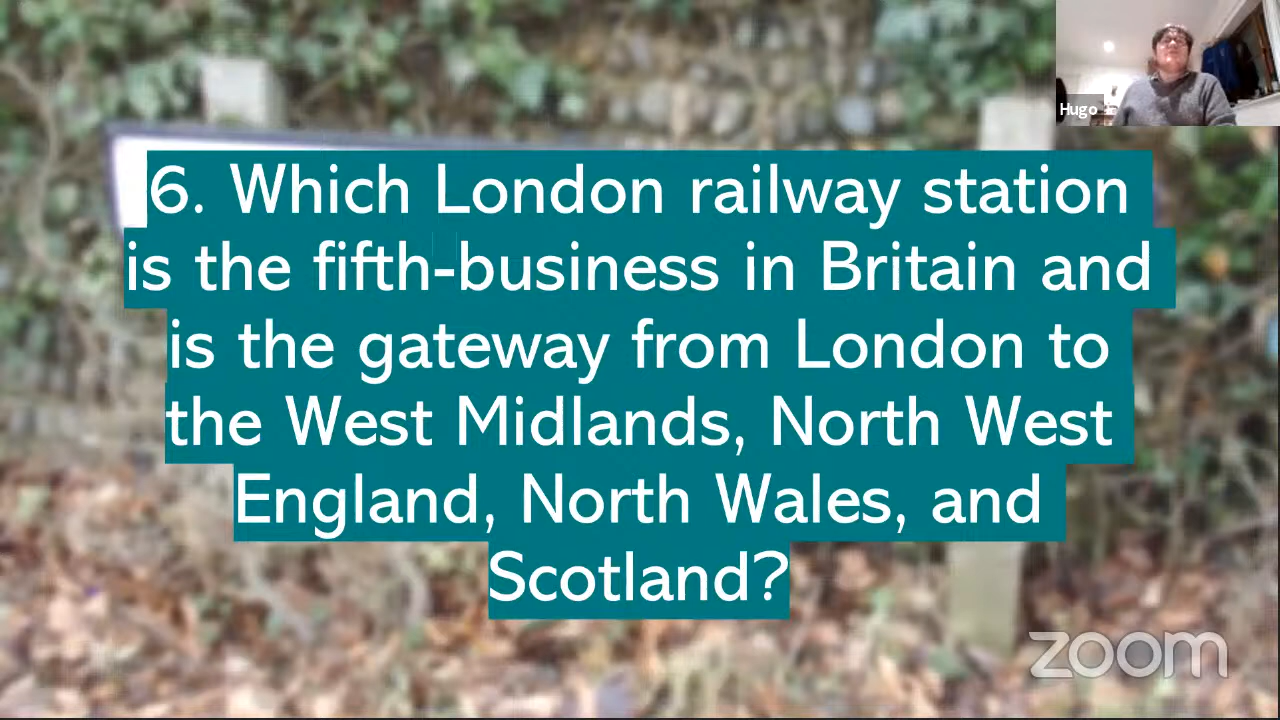 Hugo
6. Which London railway station
is the fifth-business in Britain and
is the gateway from London to
the West Midlands, North West
England, North Wales, and
Scotland?
zoom